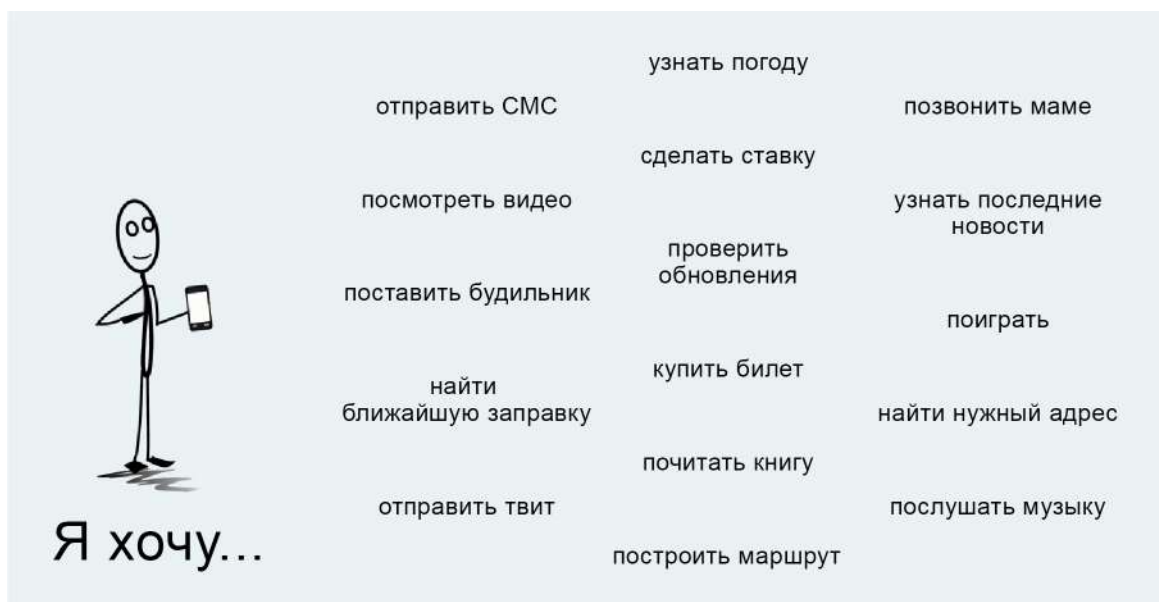 узнать погоду
отправить СМС
позвонить маме
сделать ставку
посмотреть видео
узнать последние
новости
проверить
обновления
поставить будильник
поиграть
купить билет
найти
ближайшую заправку
найти нужный адрес
почитать книгу
отправить твит
послушать музыку
Я хочу...
построить маршрут